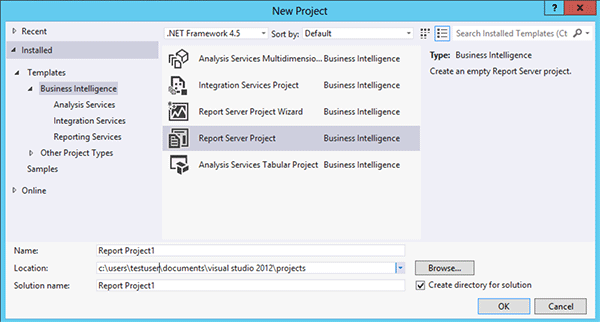 New Project
Recent
Installed
Templates
Business Intelligence
Analysis Services
Integration Services
Reporting Services
Other Project Types
Samples
Online
.NET Framework 4.5 Sort by: Default
Search Installed Templates (Ct
Analysis Services Multidimensio... Business Intelligence
Integration Services Project Business Intelligence
Report Server Project Wizard Business Intelligence
Report Server Project Business Intelligence
Analysis Services Tabular Project Business Intelligence
Type: Business Intelligence
Create an empty Report Server project.
Name: Report Project1
Location: c:\users\testuser\documents\visual studio 2012\projects Browse...
Solution name: Report Project1 Create directory for solution
OK Cancel